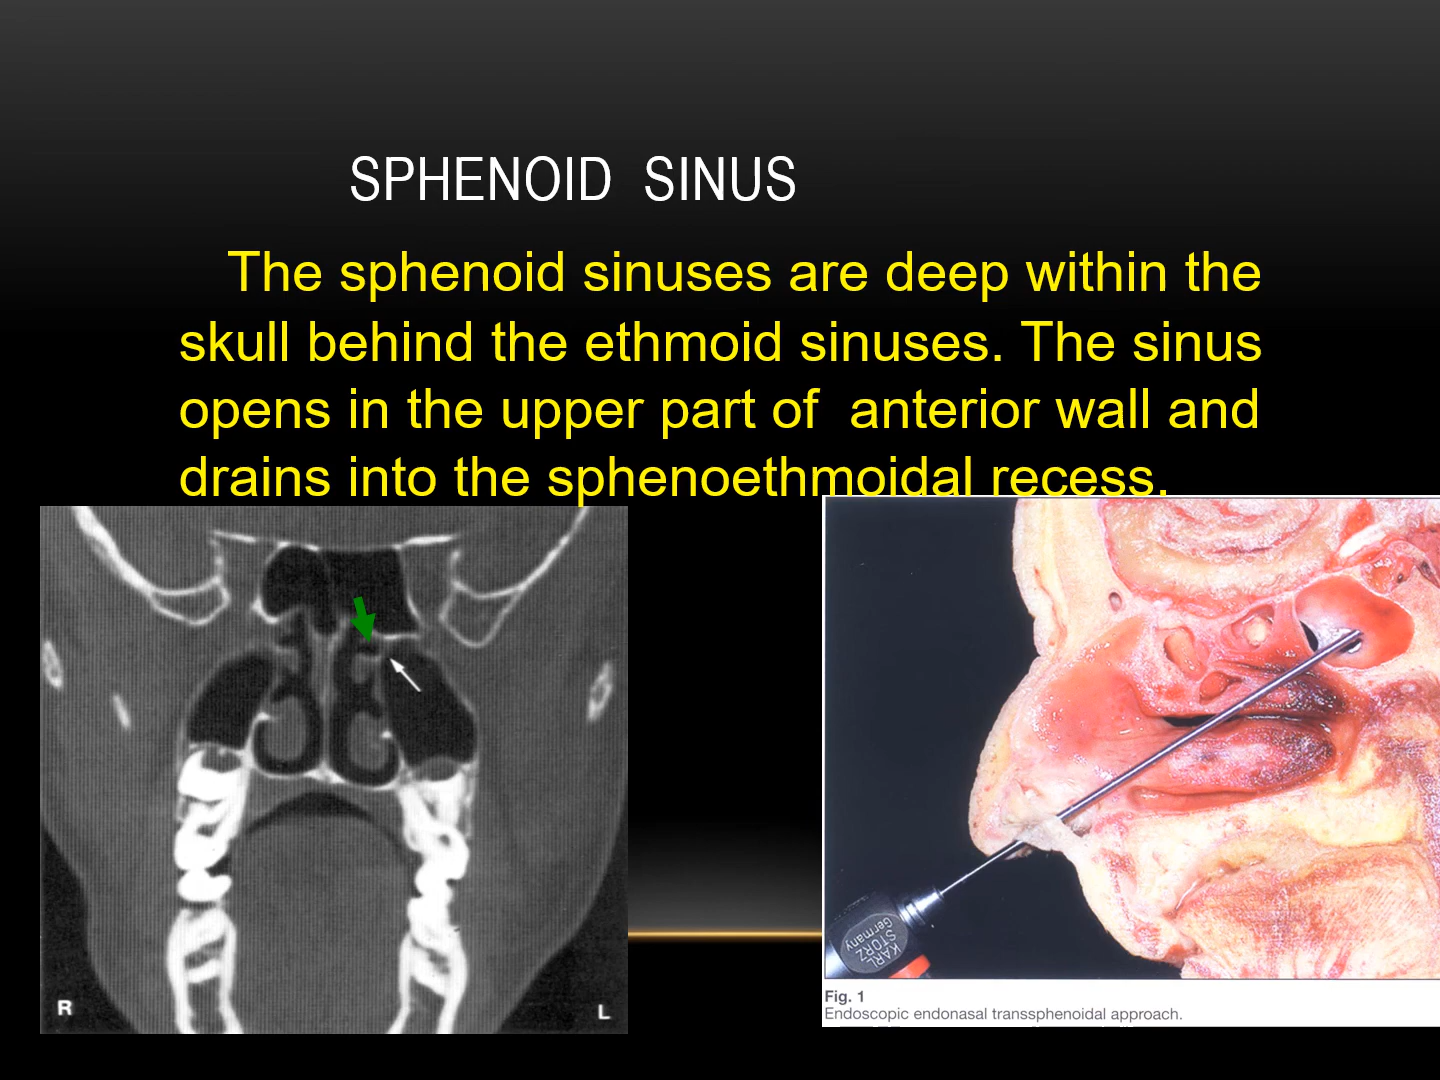 SPHENOID SINUS
The sphenoid sinuses are deep within the
skull behind the ethmoid sinuses. The sinus
opens in the upper part of anterior wall and
drains into the sphenoethmoidal recess.
R
L
KARL
STORZ
Germany
Fig. 1
Endoscopic endonasal transsphenoidal approach.